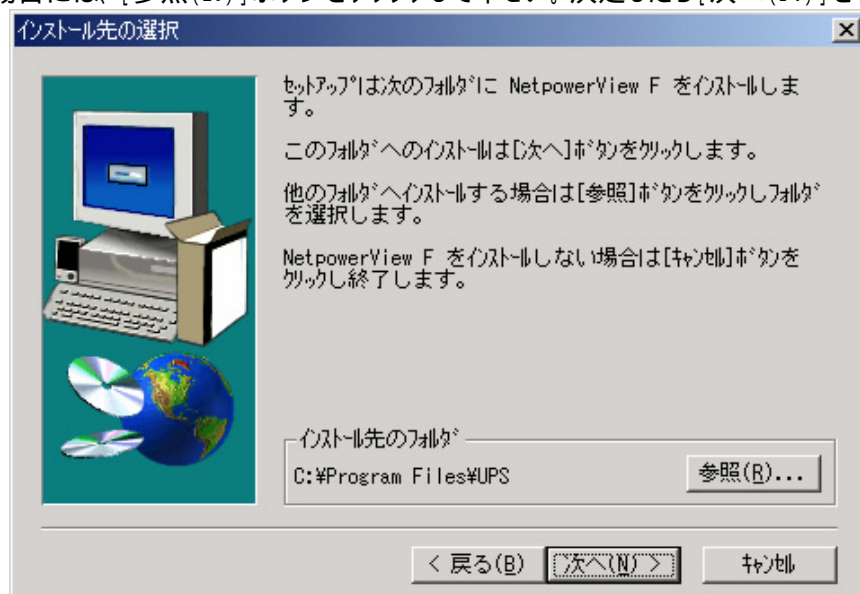 インストール先の選択
ｾｯﾄｱｯﾌﾟは次のﾌｫﾙﾀﾞに NetpowerView F をｲﾝｽﾄｰﾙしま
す。
このﾌｫﾙﾀﾞへのｲﾝｽﾄｰﾙは[次へ]ﾎﾞﾀﾝをｸﾘｯｸします。
他のﾌｫﾙﾀﾞへｲﾝｽﾄｰﾙする場合は[参照]ﾎﾞﾀﾝをｸﾘｯｸしﾌｫﾙﾀﾞ
を選択します。
NetpowerView F をｲﾝｽﾄｰﾙしない場合は[ｷｬﾝｾﾙ]ﾎﾞﾀﾝを
ｸﾘｯｸし終了します。
ｲﾝｽﾄｰﾙ先のﾌｫﾙﾀﾞ
C:¥Program Files¥UPS
参照(R)...
< 戻る(B) 次へ(N) > ｷｬﾝｾﾙ